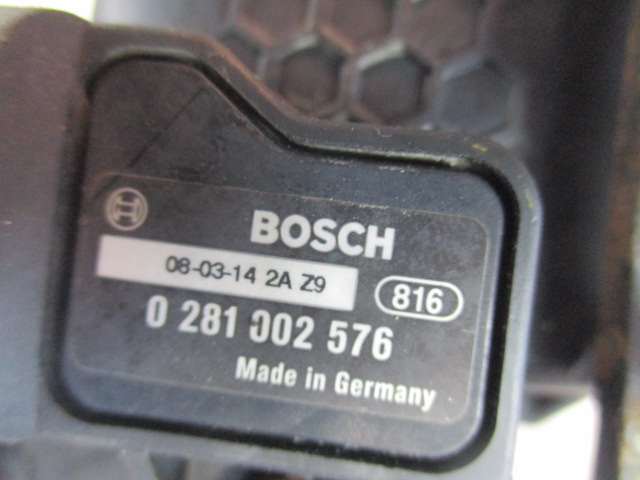 BOSCH
08-03-14 2A Z9
816
0 281 002 576
Made in Germany